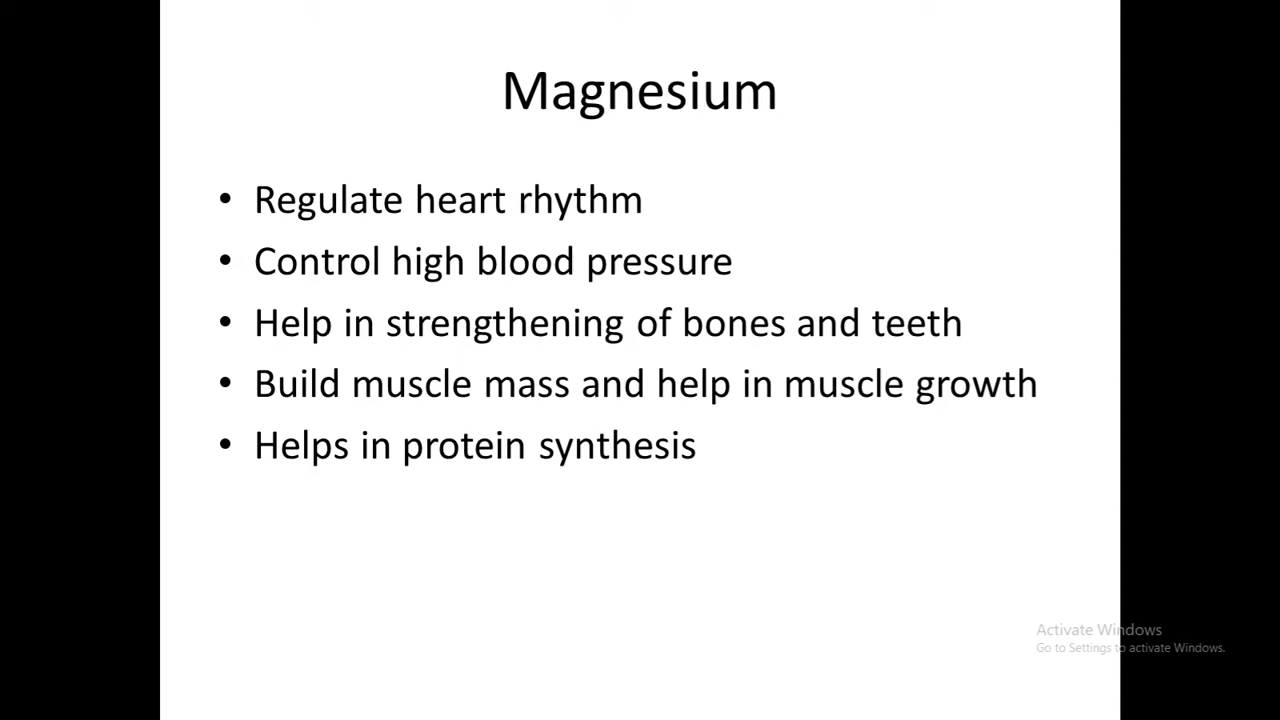 Magnesium
• Regulate heart rhythm
• Control high blood pressure
• Help in strengthening of bones and teeth
• Build muscle mass and help in muscle growth
• Helps in protein synthesis
Activate Windows
Go to Settings to activate Windows.